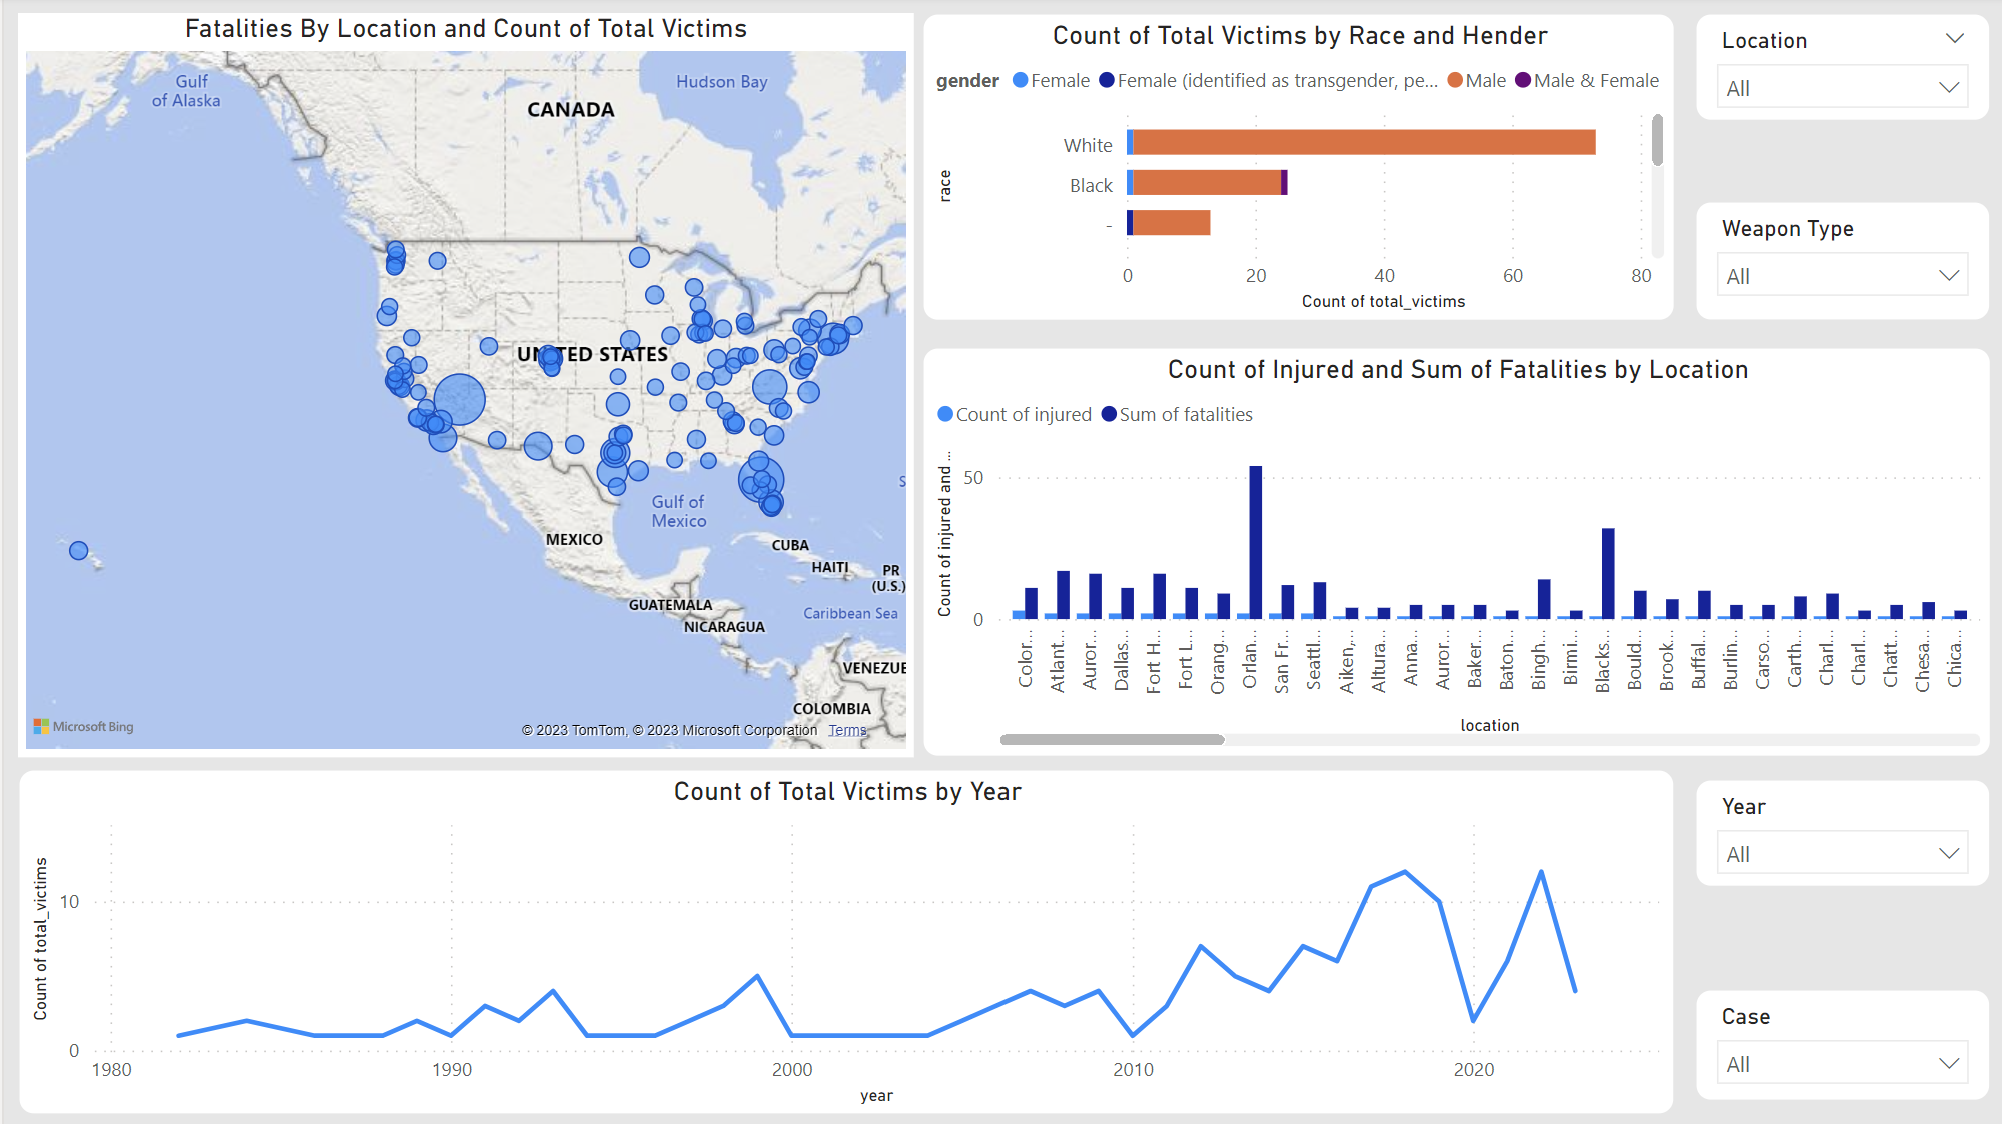 Fatalities By Location and Count of Total Victims
Gulf
of Alaska
Hudson Bay
CANADA
UNITED STATES
Gulf of
Mexico
MEXICO
CUBA
HAITI
PR
(U.S.)
GUATEMALA
Caribbean Sea
NICARAGUA
VENEZUE
COLOMBIA
S
Microsoft Bing
© 2023 TomTom, © 2023 Microsoft Corporation Terms
Count of Total Victims by Race and Hender
gender Female Female (identified as transgender, pe... Male Male & Female
race
White
Black
-
0 20 40 60 80
Count of total_victims
Location
All
Weapon Type
All
Count of Injured and Sum of Fatalities by Location
Count of injured Sum of fatalities
Count of injured and ...
50
0
Color...
Atlant...
Auror...
Dallas...
Fort H...
Fort L...
Orang...
Orlan...
San Fr...
Seattl...
Aiken,...
Altura...
Anna...
Auror...
Baker...
Baton...
Bingh...
Birmi...
Blacks...
Bould...
Brook...
Buffal...
Burlin...
Carso...
Carth...
Charl...
Charl...
Chatt...
Chesa...
Chica...
location
Count of Total Victims by Year
Count of total_victims
10
0
1980 1990 2000 2010 2020
year
Year
All
Case
All